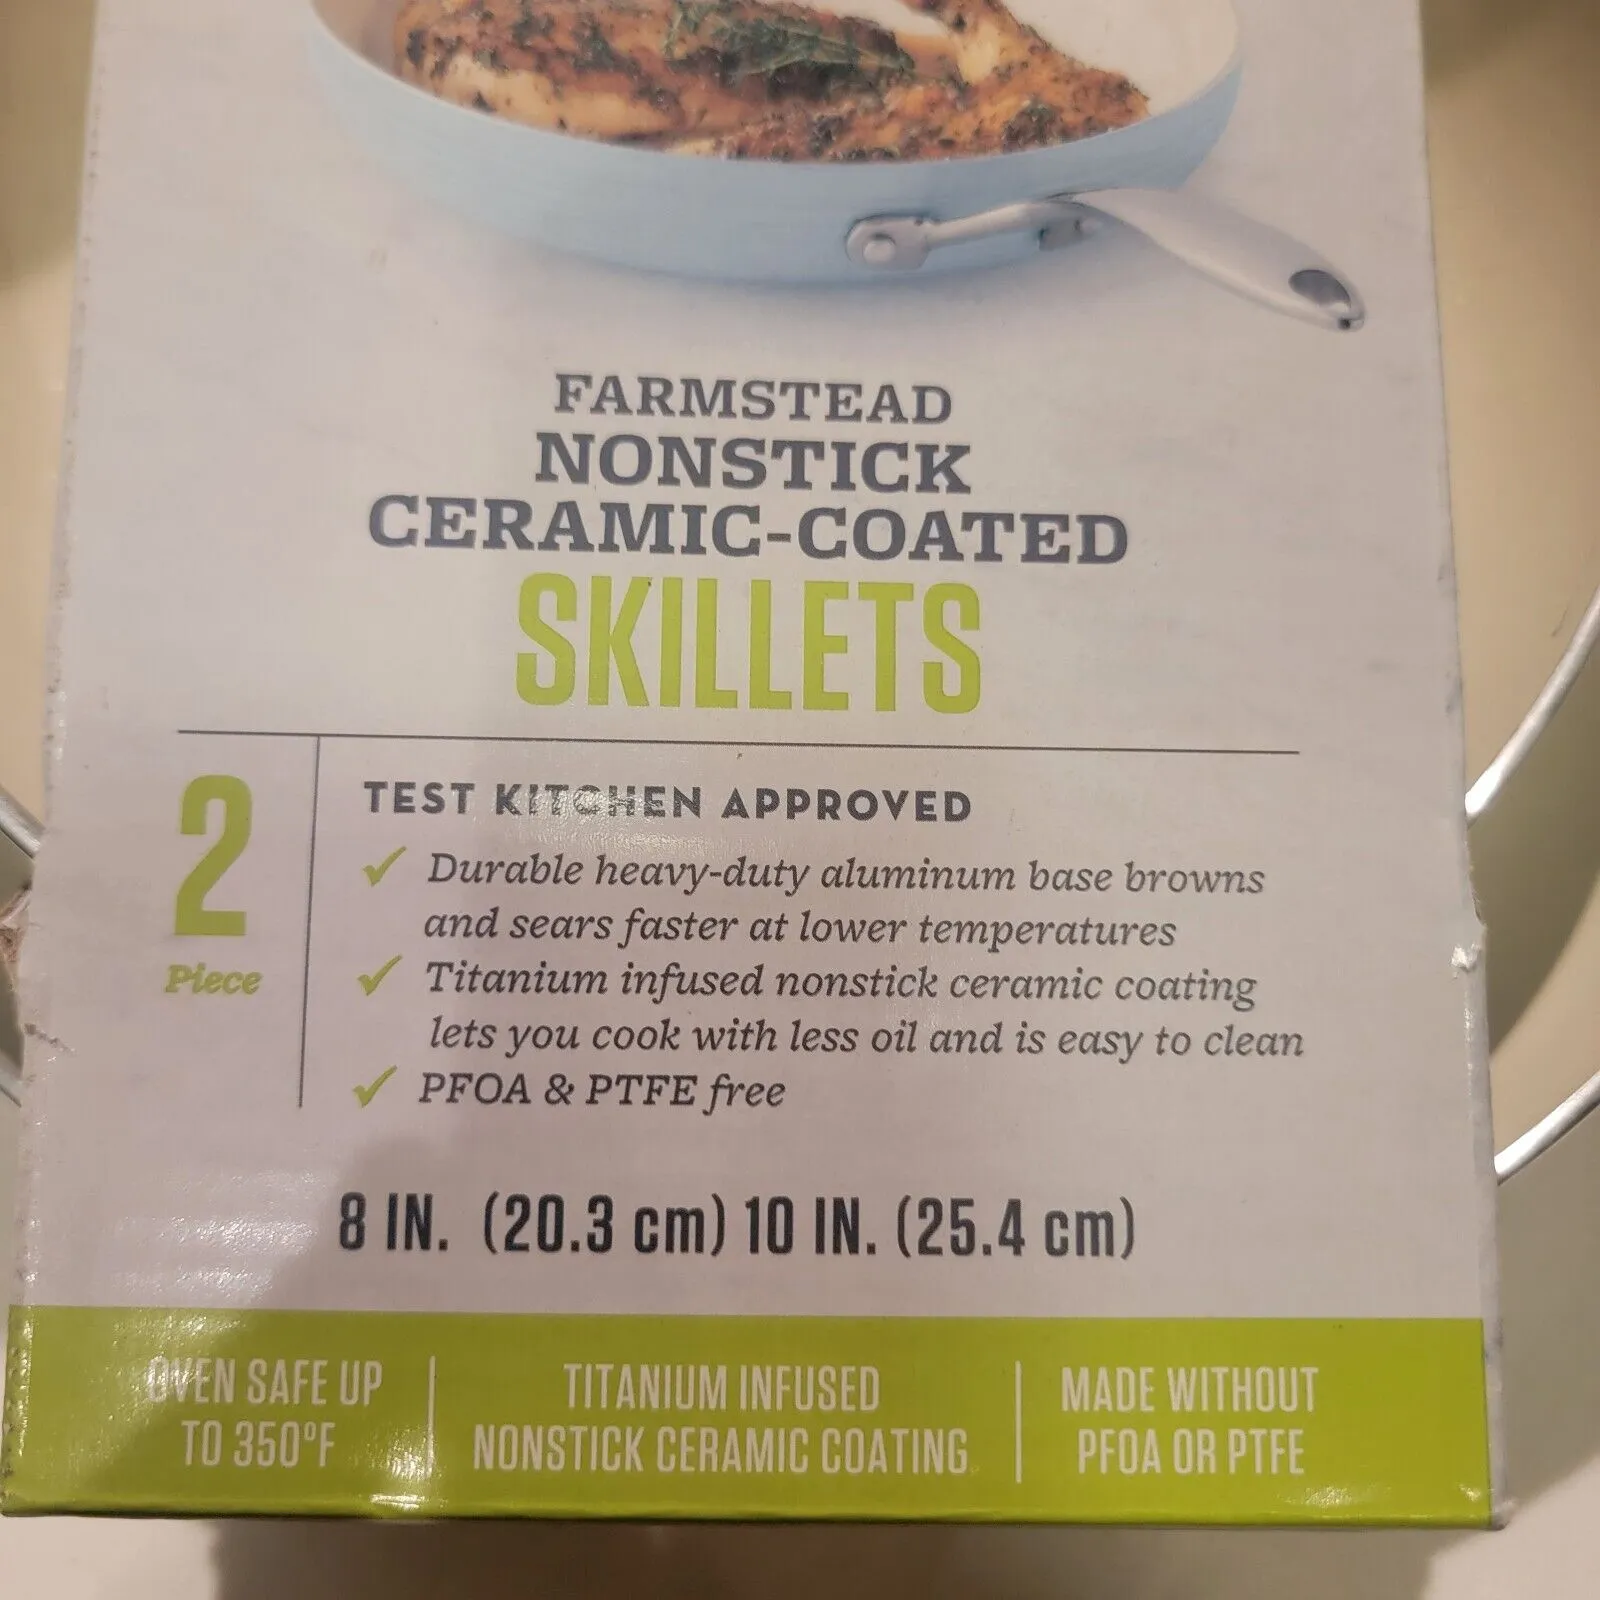 FARMSTEAD
NONSTICK
CERAMIC-COATED
SKILLETS
2
Piece
TEST KITCHEN APPROVED
✓ Durable heavy-duty aluminum base browns
and sears faster at lower temperatures
✓ Titanium infused nonstick ceramic coating
lets you cook with less oil and is easy to clean
✓ PFOA & PTFE free
8 IN. (20.3 cm) 10 IN. (25.4 cm)
OVEN SAFE UP
TO 350°F
TITANIUM INFUSED
NONSTICK CERAMIC COATING
MADE WITHOUT
PFOA OR PTFE